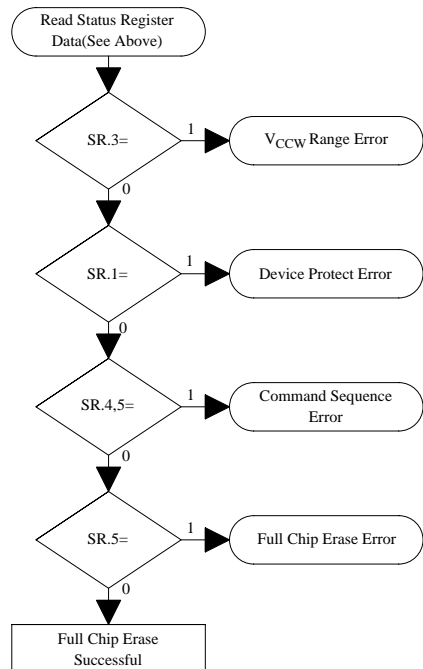 Read Status Register
Data(See Above)
SR.3=
1
VCCW Range Error
0
SR.1=
1
Device Protect Error
0
SR.4,5=
1
Command Sequence
Error
0
SR.5=
1
Full Chip Erase Error
0
Full Chip Erase
Successful